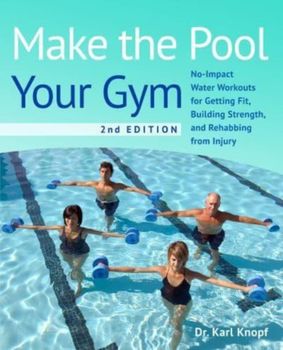 Make the Pool
Your Gym
2nd EDITION
No-Impact
Water Workouts
for Getting Fit,
Building Strength,
and Rehabbing
from Injury
Dr. Karl Knopf